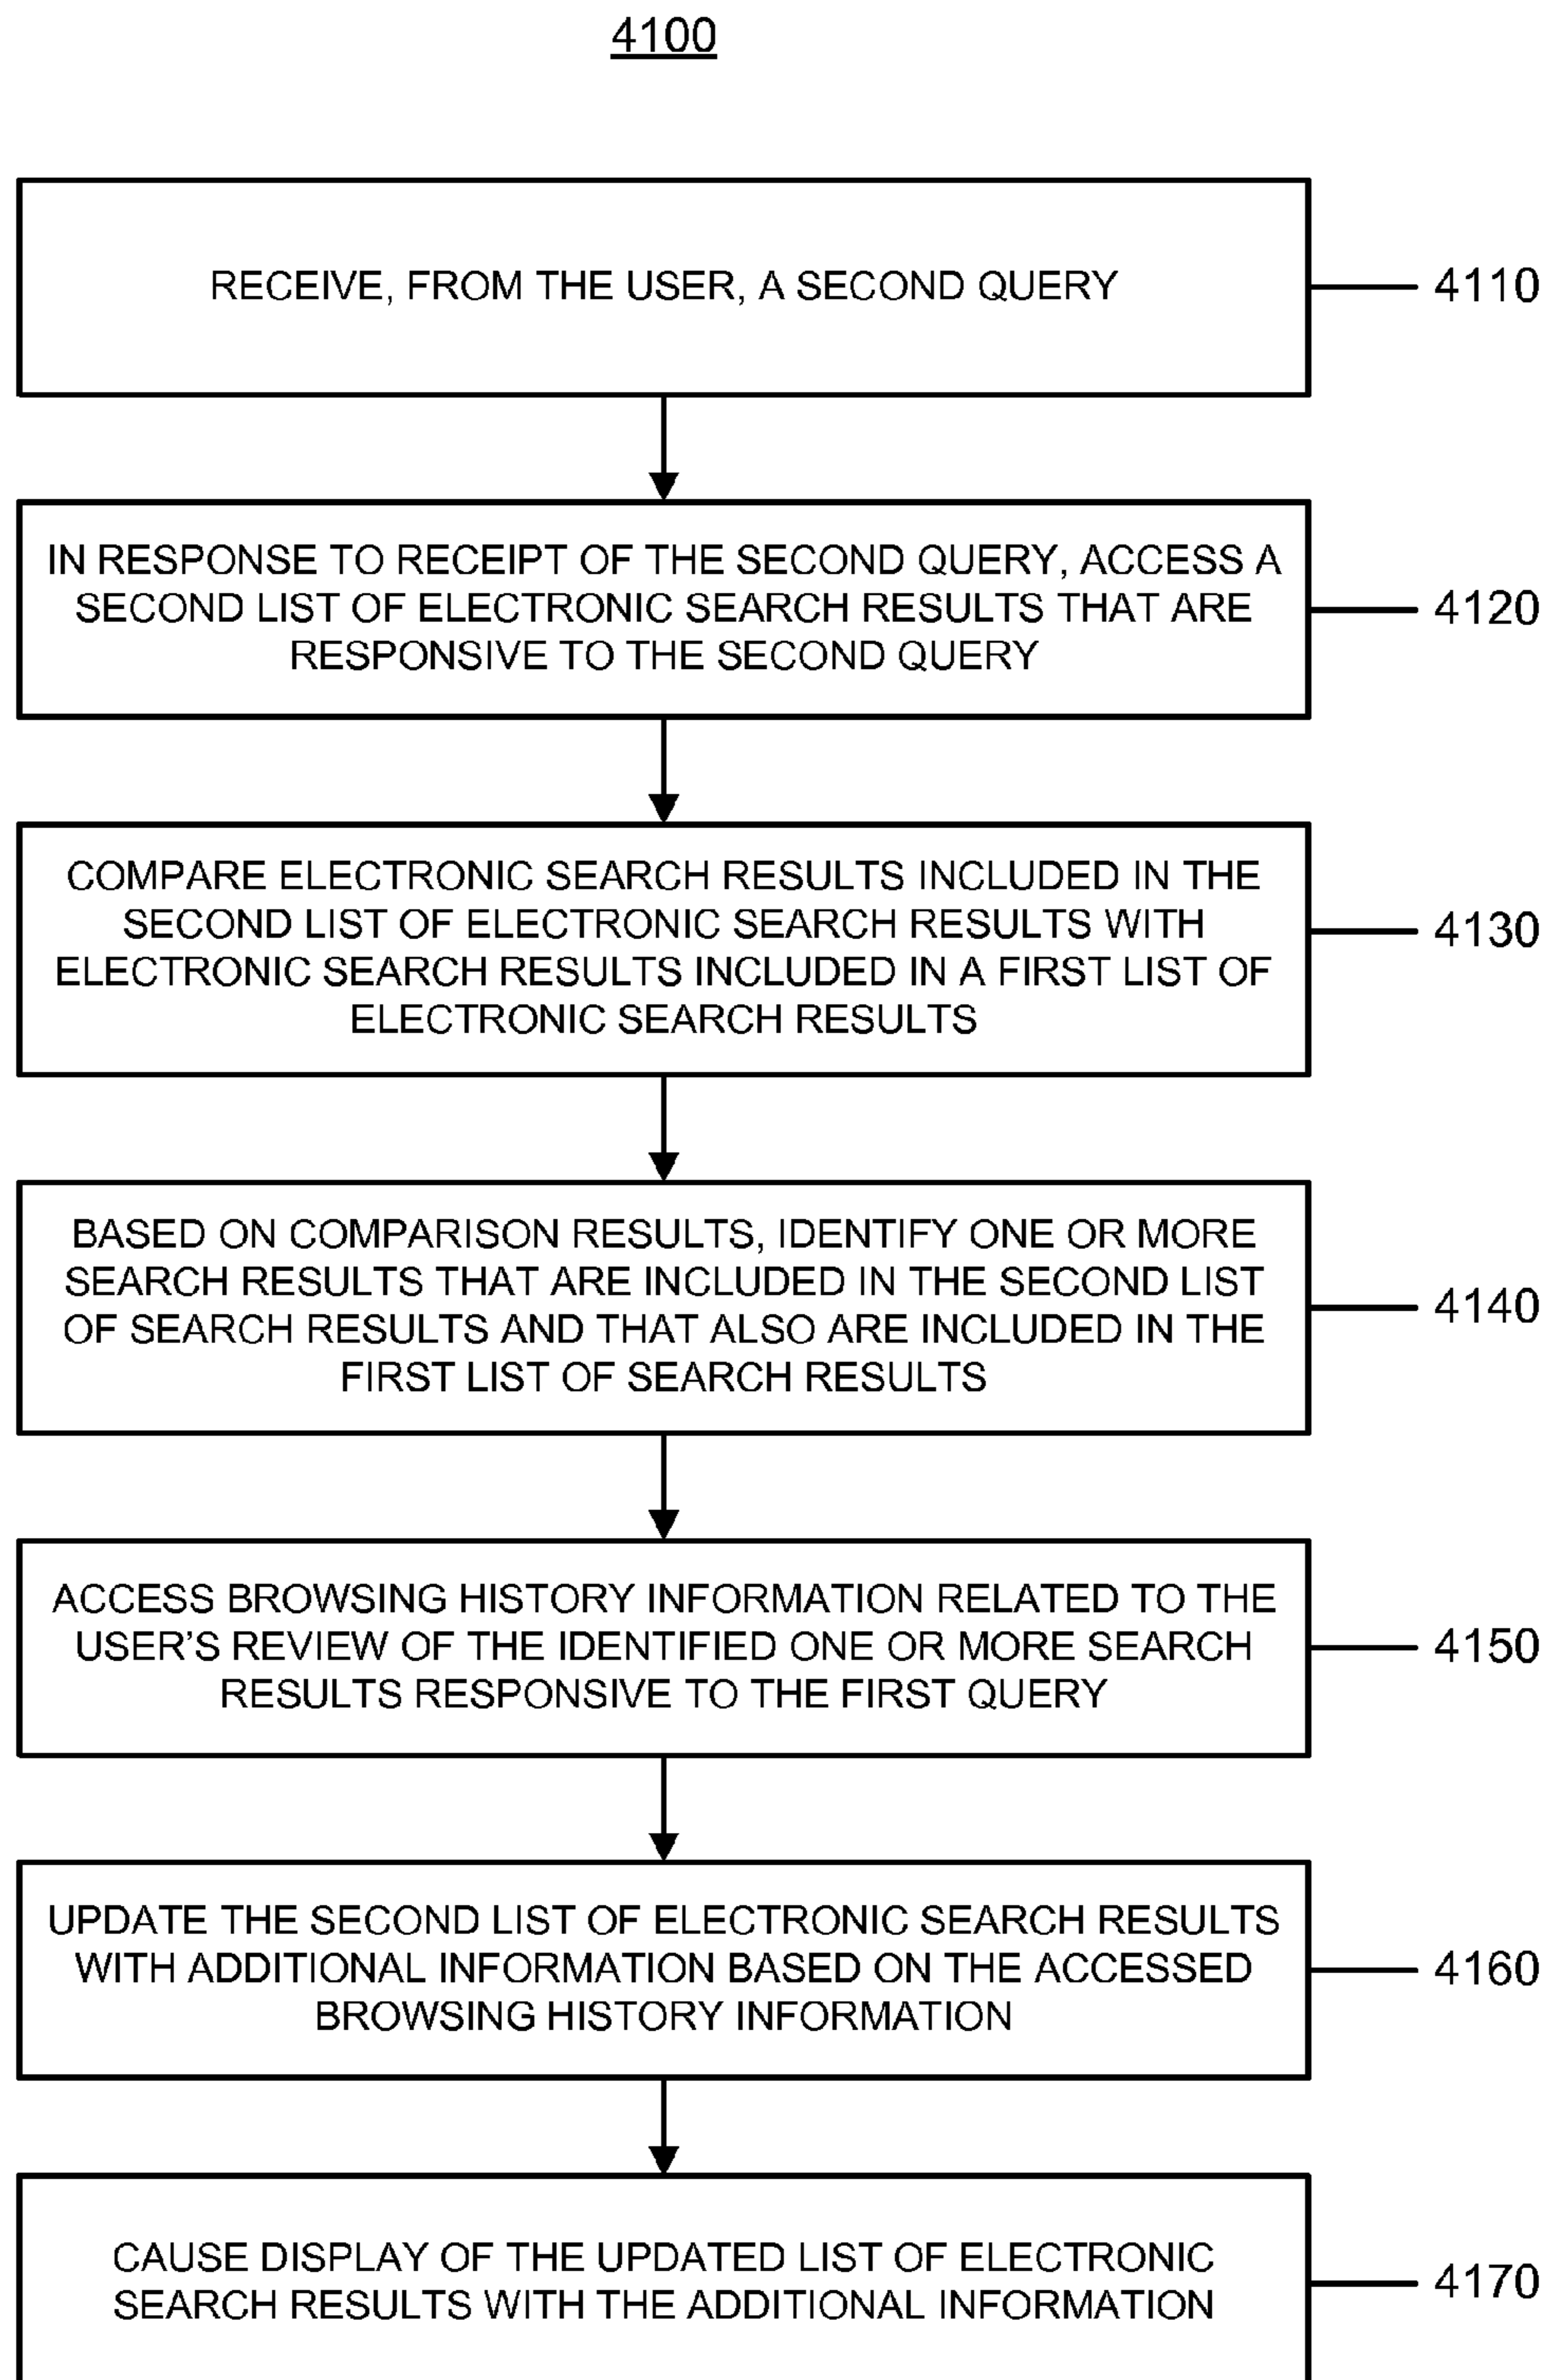 4100
RECEIVE, FROM THE USER, A SECOND QUERY
4110
IN RESPONSE TO RECEIPT OF THE SECOND QUERY, ACCESS A
SECOND LIST OF ELECTRONIC SEARCH RESULTS THAT ARE
RESPONSIVE TO THE SECOND QUERY
4120
COMPARE ELECTRONIC SEARCH RESULTS INCLUDED IN THE
SECOND LIST OF ELECTRONIC SEARCH RESULTS WITH
ELECTRONIC SEARCH RESULTS INCLUDED IN A FIRST LIST OF
ELECTRONIC SEARCH RESULTS
4130
BASED ON COMPARISON RESULTS, IDENTIFY ONE OR MORE
SEARCH RESULTS THAT ARE INCLUDED IN THE SECOND LIST
OF SEARCH RESULTS AND THAT ALSO ARE INCLUDED IN THE
FIRST LIST OF SEARCH RESULTS
4140
ACCESS BROWSING HISTORY INFORMATION RELATED TO THE
USER’S REVIEW OF THE IDENTIFIED ONE OR MORE SEARCH
RESULTS RESPONSIVE TO THE FIRST QUERY
4150
UPDATE THE SECOND LIST OF ELECTRONIC SEARCH RESULTS
WITH ADDITIONAL INFORMATION BASED ON THE ACCESSED
BROWSING HISTORY INFORMATION
4160
CAUSE DISPLAY OF THE UPDATED LIST OF ELECTRONIC
SEARCH RESULTS WITH THE ADDITIONAL INFORMATION
4170